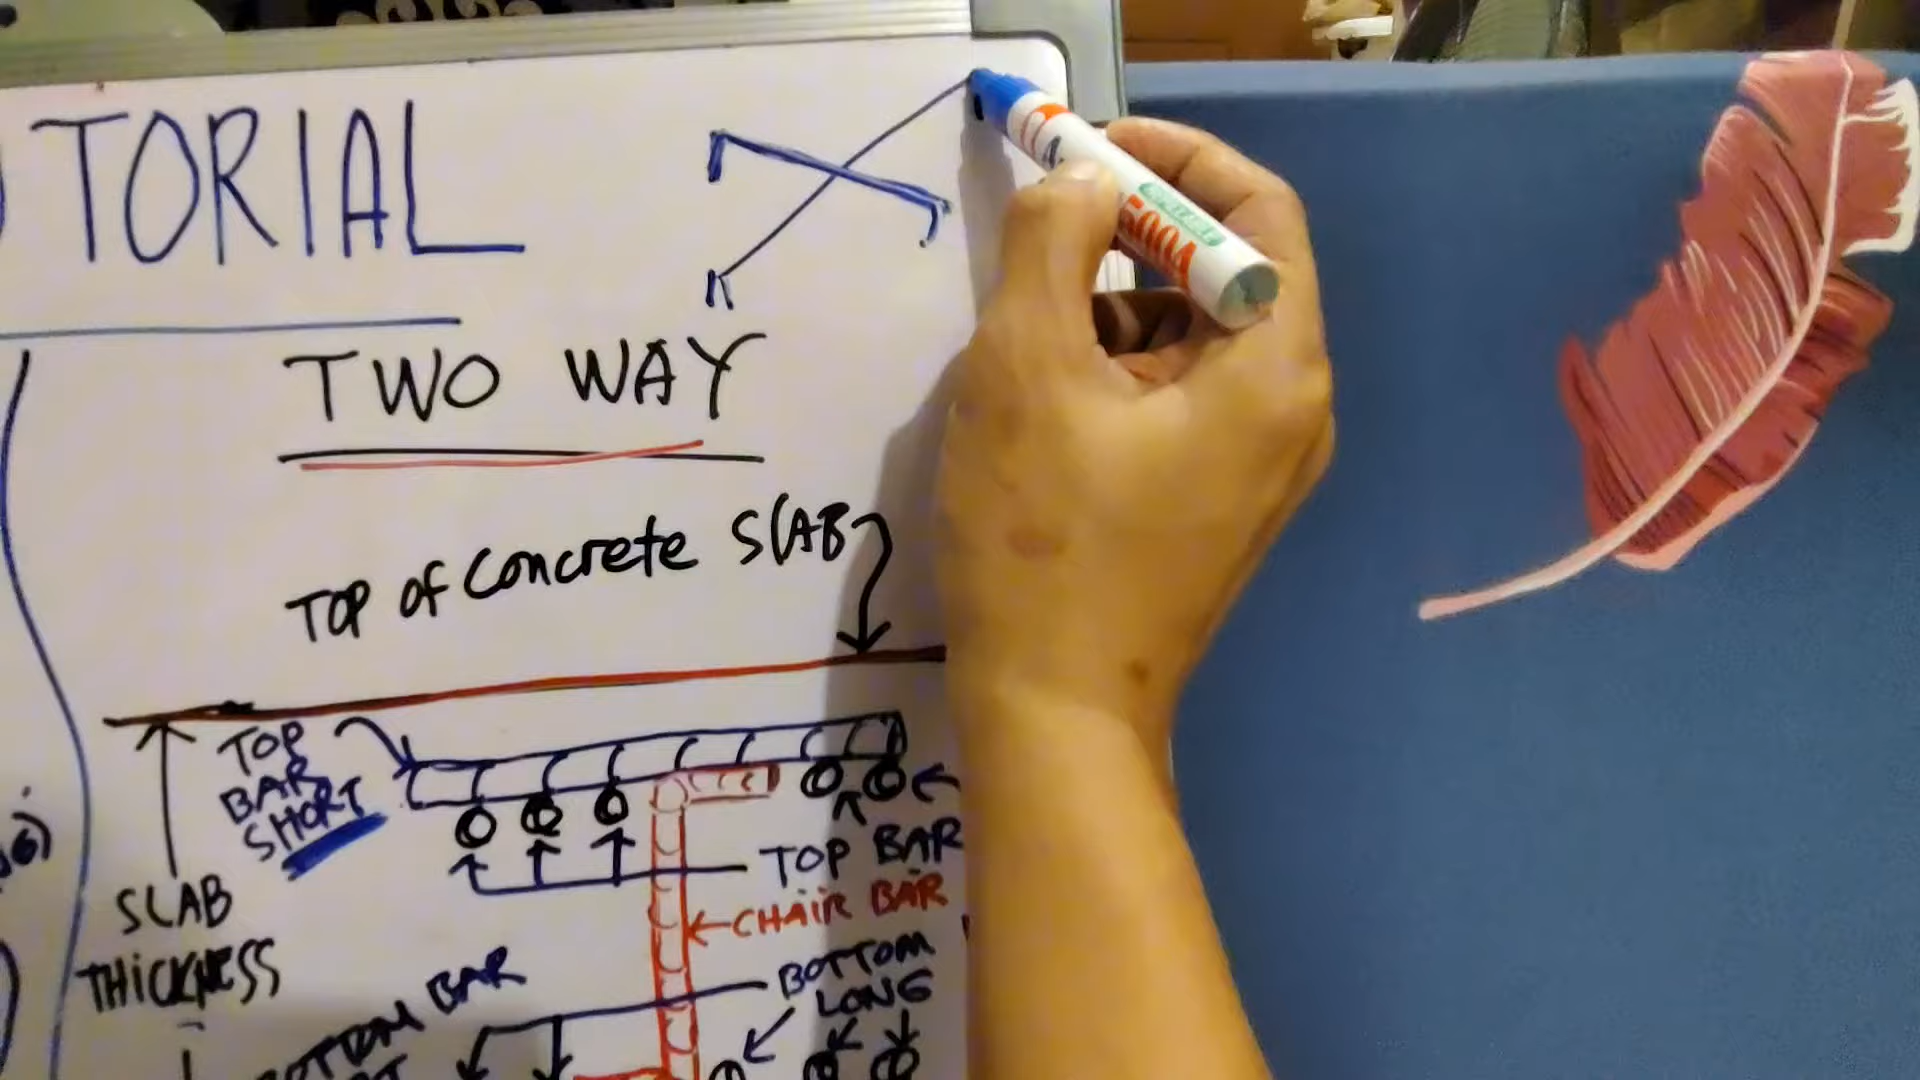 TORIAL
TWO WAY
TOP OF Concrete SLAB
TOP
BAR
SHORT
TOP BAR
CHAIR BAR
SLAB
THICKNESS
BOTTOM
LONG
BOTTOM BAR
500A